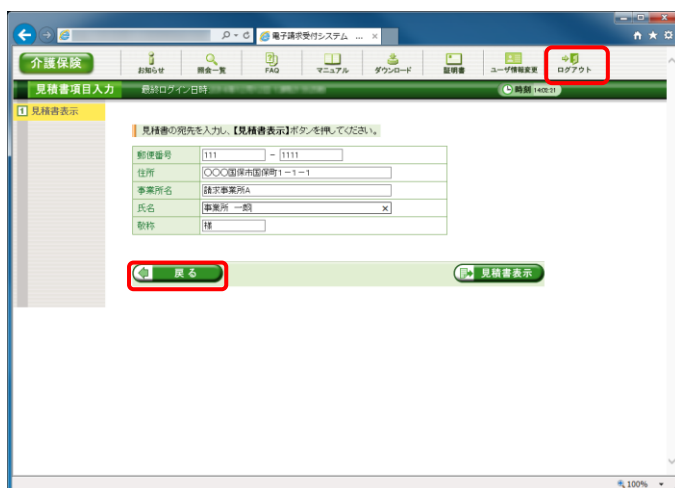 電子請求受付システム ...
介護保険
お知らせ 照会一覧 FAQ マニュアル ダウンロード 証明書 ユーザ情報変更 ログアウト
見積書項目入力 最終ログイン日時 時刻
1 見積書表示
見積書の宛先を入力し、【見積書表示】ボタンを押してください。
郵便番号 111 - 1111
住所 〇〇〇国保市国保町1-1-1
事業所名 請求事業所A
氏名 事業所 一郎
敬称 様
戻る 見積書表示
100%